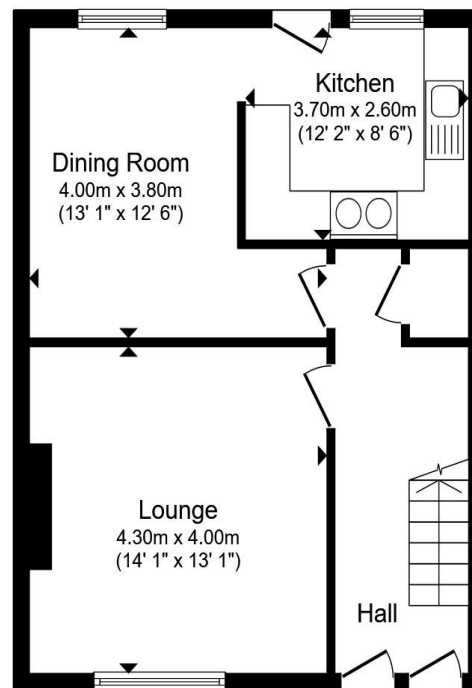 Kitchen
3.70m x 2.60m
(12' 2" x 8' 6")
Dining Room
4.00m x 3.80m
(13' 1" x 12' 6")
Lounge
4.30m x 4.00m
(14' 1" x 13' 1")
Hall